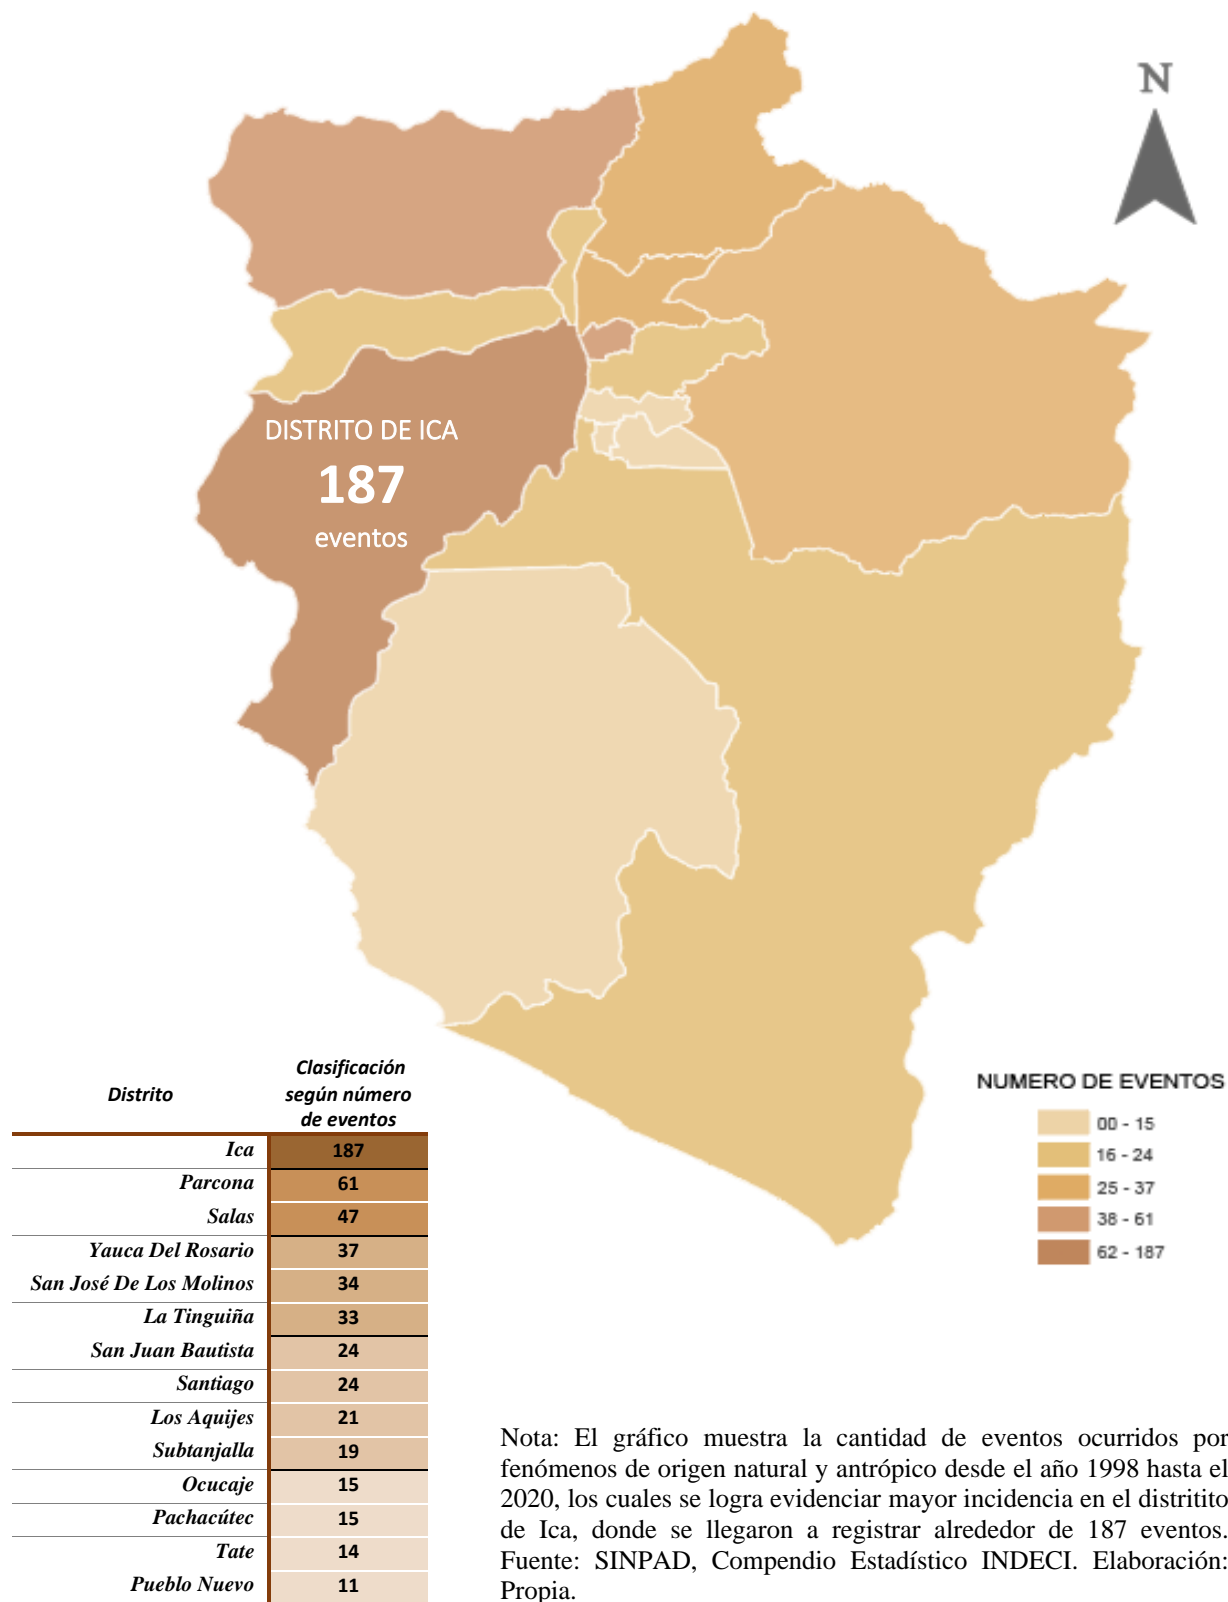 N
DISTRITO DE ICA
187
eventos
NUMERO DE EVENTOS
00 - 15
16 - 24
25 - 37
38 - 61
62 - 187
Distrito
Clasificación
según número
de eventos
Ica 187
Parcona 61
Salas 47
Yauca Del Rosario 37
San José De Los Molinos 34
La Tinguiña 33
San Juan Bautista 24
Santiago 24
Los Aquijes 21
Subtanjalla 19
Ocucaje 15
Pachacútec 15
Tate 14
Pueblo Nuevo 11
Nota: El gráfico muestra la cantidad de eventos ocurridos por
fenómenos de origen natural y antrópico desde el año 1998 hasta el
2020, los cuales se logra evidenciar mayor incidencia en el distritito
de Ica, donde se llegaron a registrar alrededor de 187 eventos.
Fuente: SINPAD, Compendio Estadístico INDECI. Elaboración:
Propia.